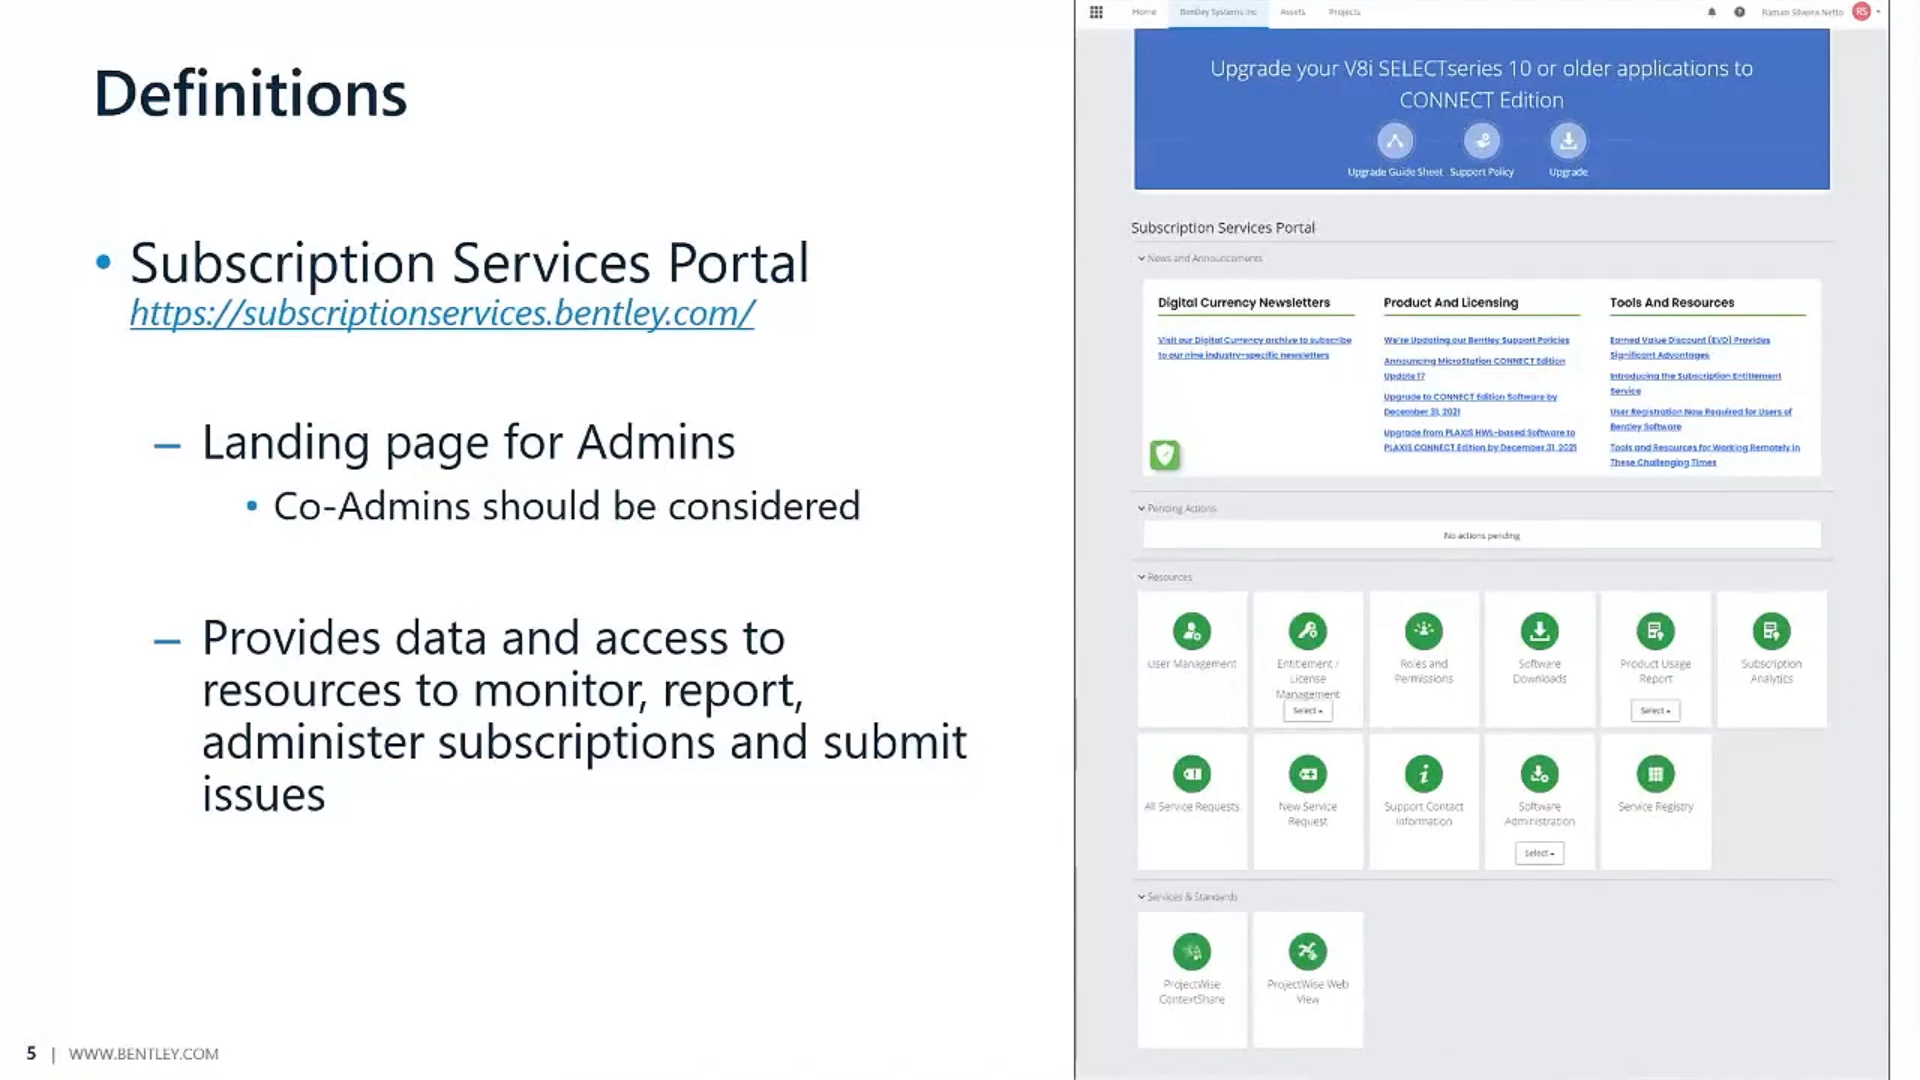 Definitions
• Subscription Services Portal
https://subscriptionservices.bentley.com/
– Landing page for Admins
• Co-Admins should be considered
– Provides data and access to
resources to monitor, report,
administer subscriptions and submit
issues
5 | WWW.BENTLEY.COM
Home Bentley Systems Inc Assets Projects
RS
Upgrade your V8i SELECTseries 10 or older applications to
CONNECT Edition
Upgrade Guide Sheet Support Policy Upgrade
Subscription Services Portal
News and Announcements
Digital Currency Newsletters
Visit our Digital Currency archive to subscribe
to our nine industry-specific newsletters
Product And Licensing
We're Updating our Bentley Support Policies
Announcing MicroStation CONNECT Edition
Update 17
Upgrade to CONNECT Edition Software by
December 31, 2021
Upgrade from PLAXIS HWL-based Software to
PLAXIS CONNECT Edition by December 31, 2021
Tools And Resources
Earned Value Discount (EVD) Provides
Significant Advantages
Introducing the Subscription Entitlement
Service
User Registration Now Required for Users of
Bentley Software
Tools and Resources for Working Remotely in
These Challenging Times
Pending Actions
No actions pending.
Resources
User Management
Entitlement /
License
Management
Select
Roles and
Permissions
Software
Downloads
Product Usage
Report
Select
Subscription
Analytics
All Service Requests
New Service
Request
Support Contact
Information
Software
Administration
Select
Service Registry
Services & Standards
ProjectWise
ContextShare
ProjectWise Web
View